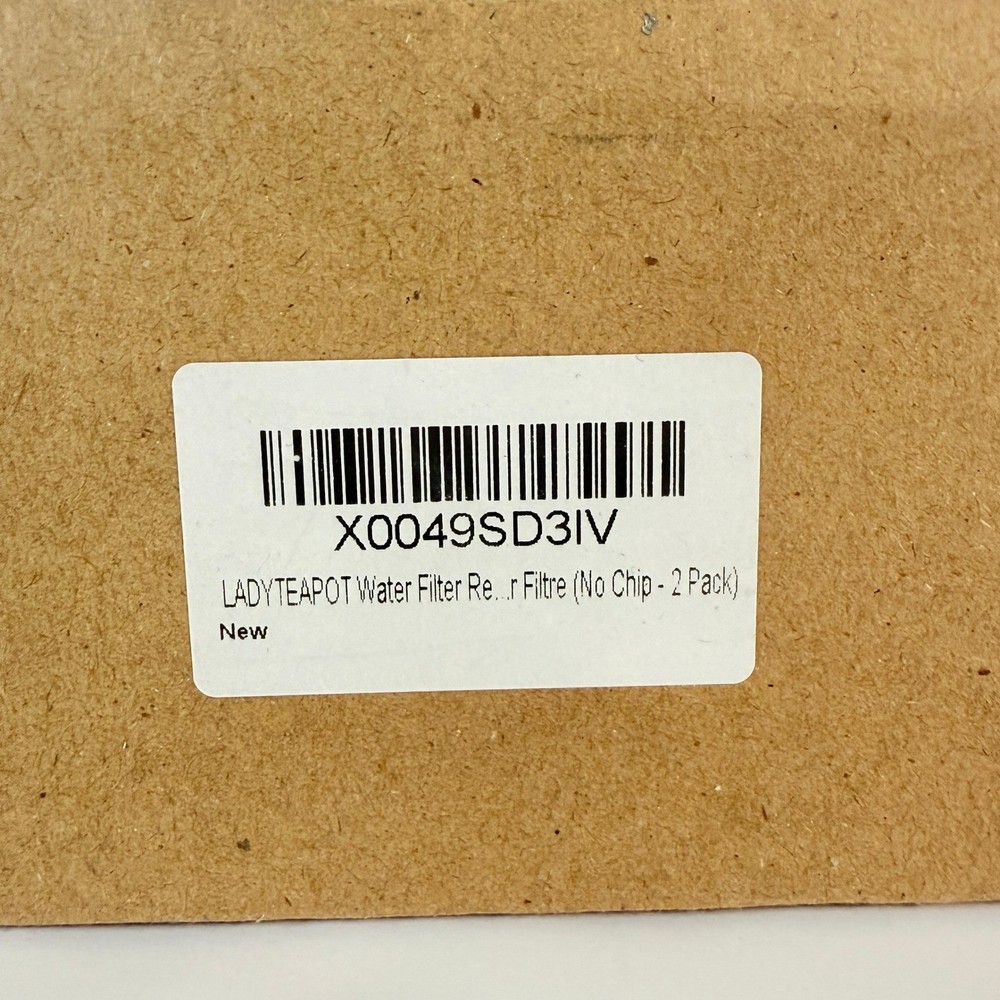 X0049SD3IV
LADYTEAPOT Water Filter Re...r Filtre (No Chip - 2 Pack)
New